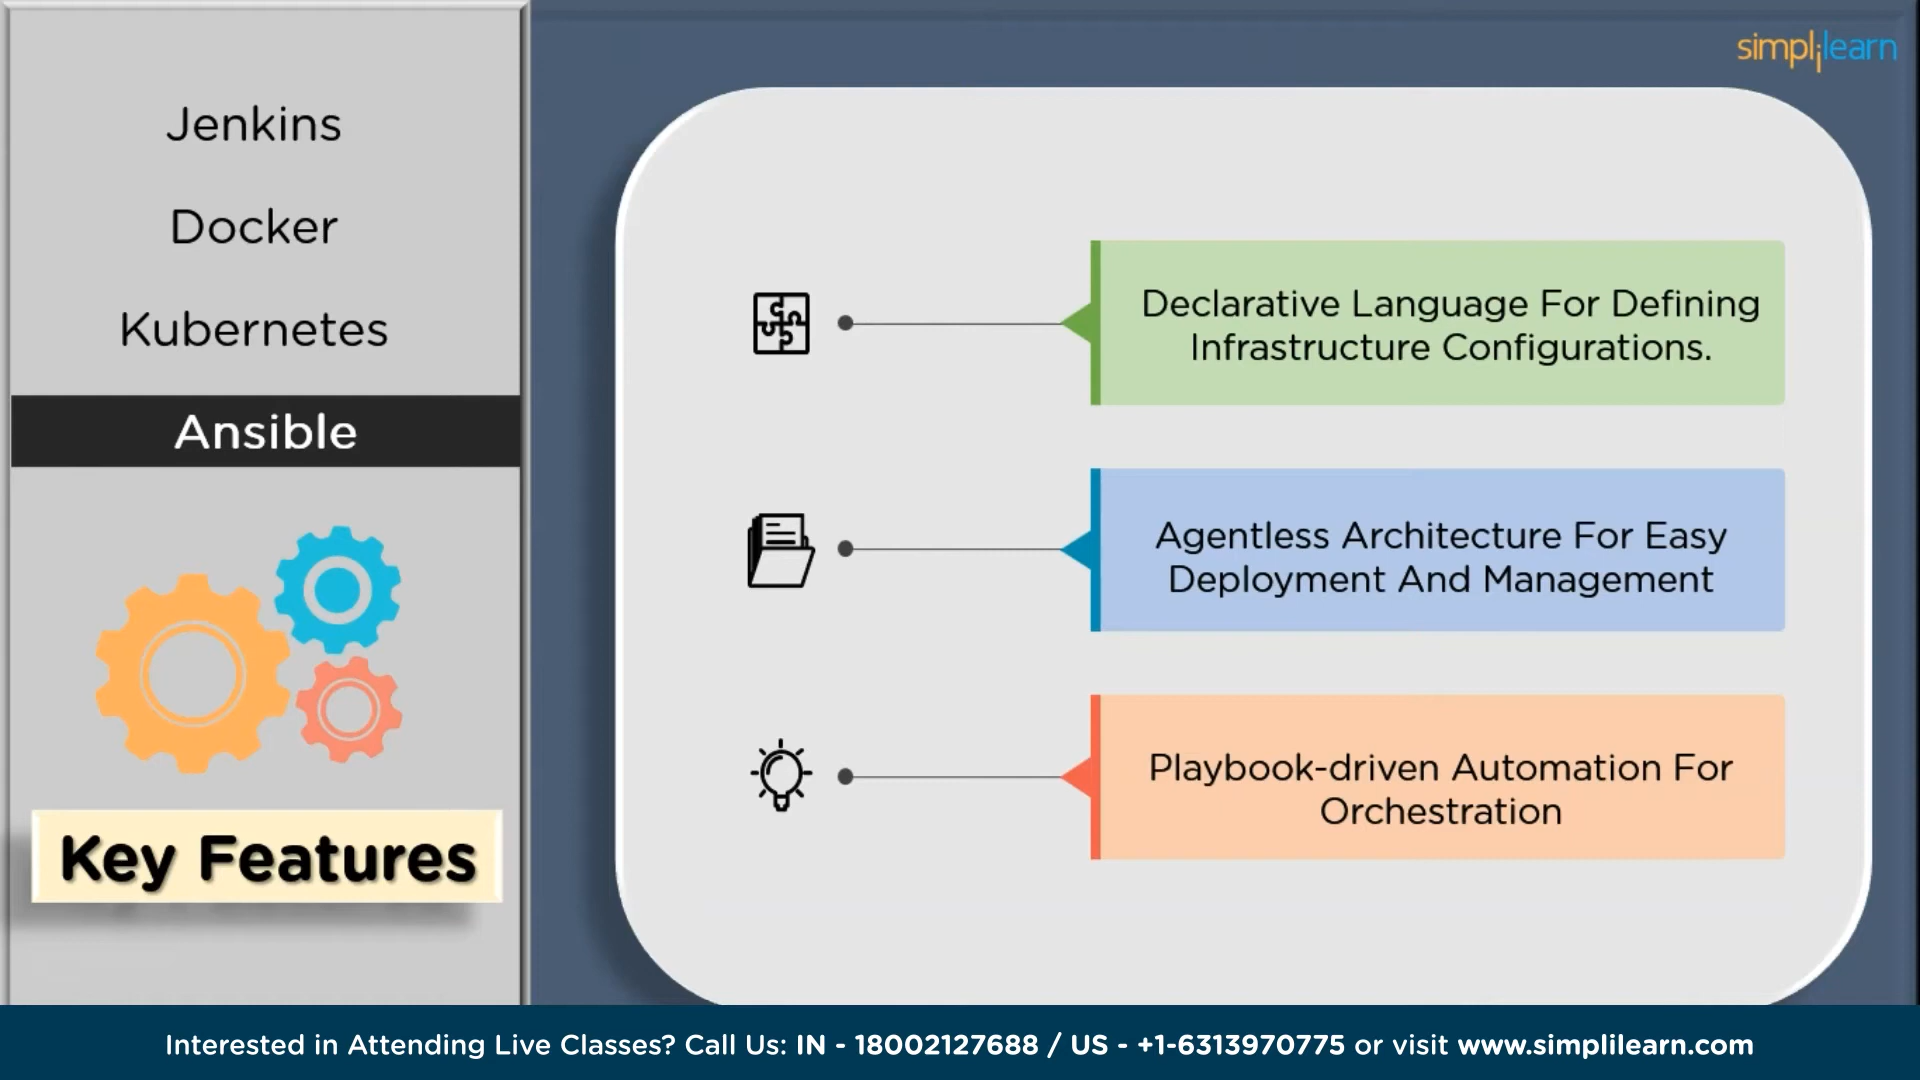 simplilearn
Jenkins
Docker
Kubernetes
Ansible
Key Features
Declarative Language For Defining
Infrastructure Configurations.
Agentless Architecture For Easy
Deployment And Management
Playbook-driven Automation For
Orchestration
Interested in Attending Live Classes? Call Us: IN - 18002127688 / US - +1-6313970775 or visit www.simplilearn.com